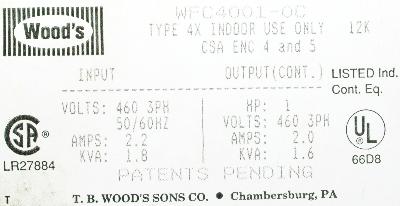 Wood's
WFC4001-0C
TYPE 4X INDOOR USE ONLY 12K
CSA ENC 4 and 5
INPUT OUTPUT(CONT.) LISTED Ind. Cont. Eq.
VOLTS: 460 3PH HP: 1
50/60HZ VOLTS: 460 3PH
AMPS: 2.2 AMPS: 2.0
KVA: 1.8 KVA: 1.6
SA
LR27884
UL
66D8
PATENTS PENDING
T T. B. WOOD'S SONS CO. • Chambersburg, PA